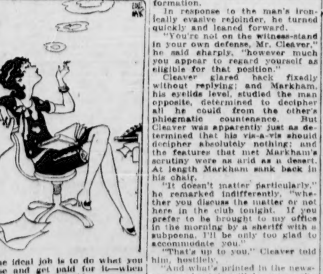 he ideal job is to do what you
se and get paid for it—when
formation.
In response to the man's iron-
ically evasive rejoinder, he turned
quickly and leaned forward.
"You're not on the witness-stand
in your own defense, Mr. Cleaver,"
he said sharply, "however much
you appear to regard yourself as
eligible for that position."
Cleaver glared back fixedly
without replying; and Markham,
his eyelids level, studied the man
opposite, determined to decipher
all he could from the other's
phlegmatic countenance. But
Cleaver was apparently just as de-
termined that his vis-a-vis should
decipher absolutely nothing; and
the features that met Markham's
scrutiny were as arid as a desert.
At length Markham sank back in
his chair.
"It doesn't matter particularly,"
he remarked indifferently, "whe-
ther you discuss the matter or not
here in the club tonight. If you
prefer to be brought to my office
in the morning by a sheriff with a
subpoena, I'll be only too glad to
accommodate you."
"That's up to you," Cleaver told
him, hostilely.
"And what's printed in the news-